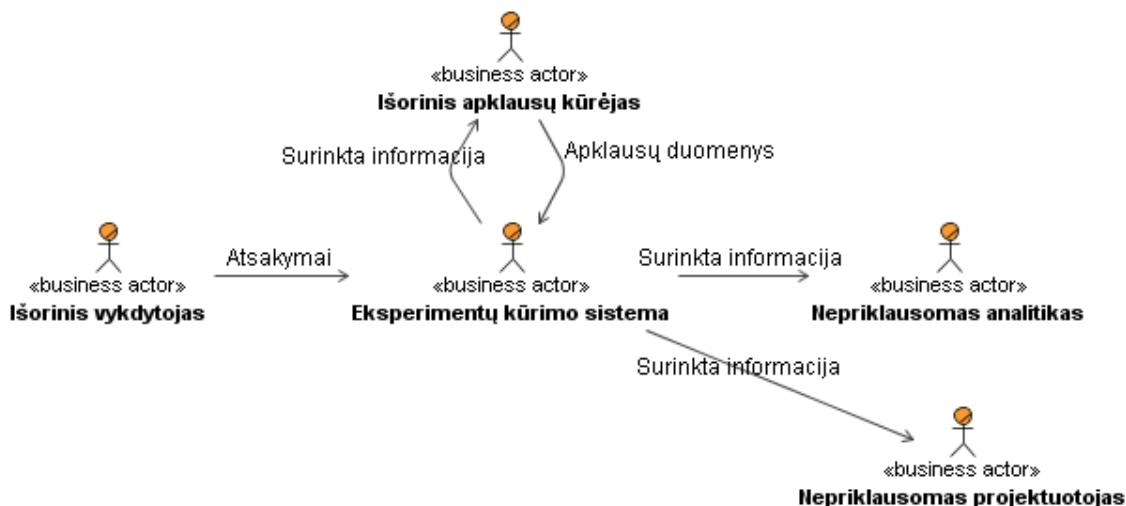 «business actor»
Išorinis apklausų kūrėjas
Surinkta informacija
Apklausų duomenys
«business actor»
Išorinis vykdytojas
Atsakymai
«business actor»
Eksperimentų kūrimo sistema
Surinkta informacija
«business actor»
Nepriklausomas analitikas
Surinkta informacija
«business actor»
Nepriklausomas projektuotojas